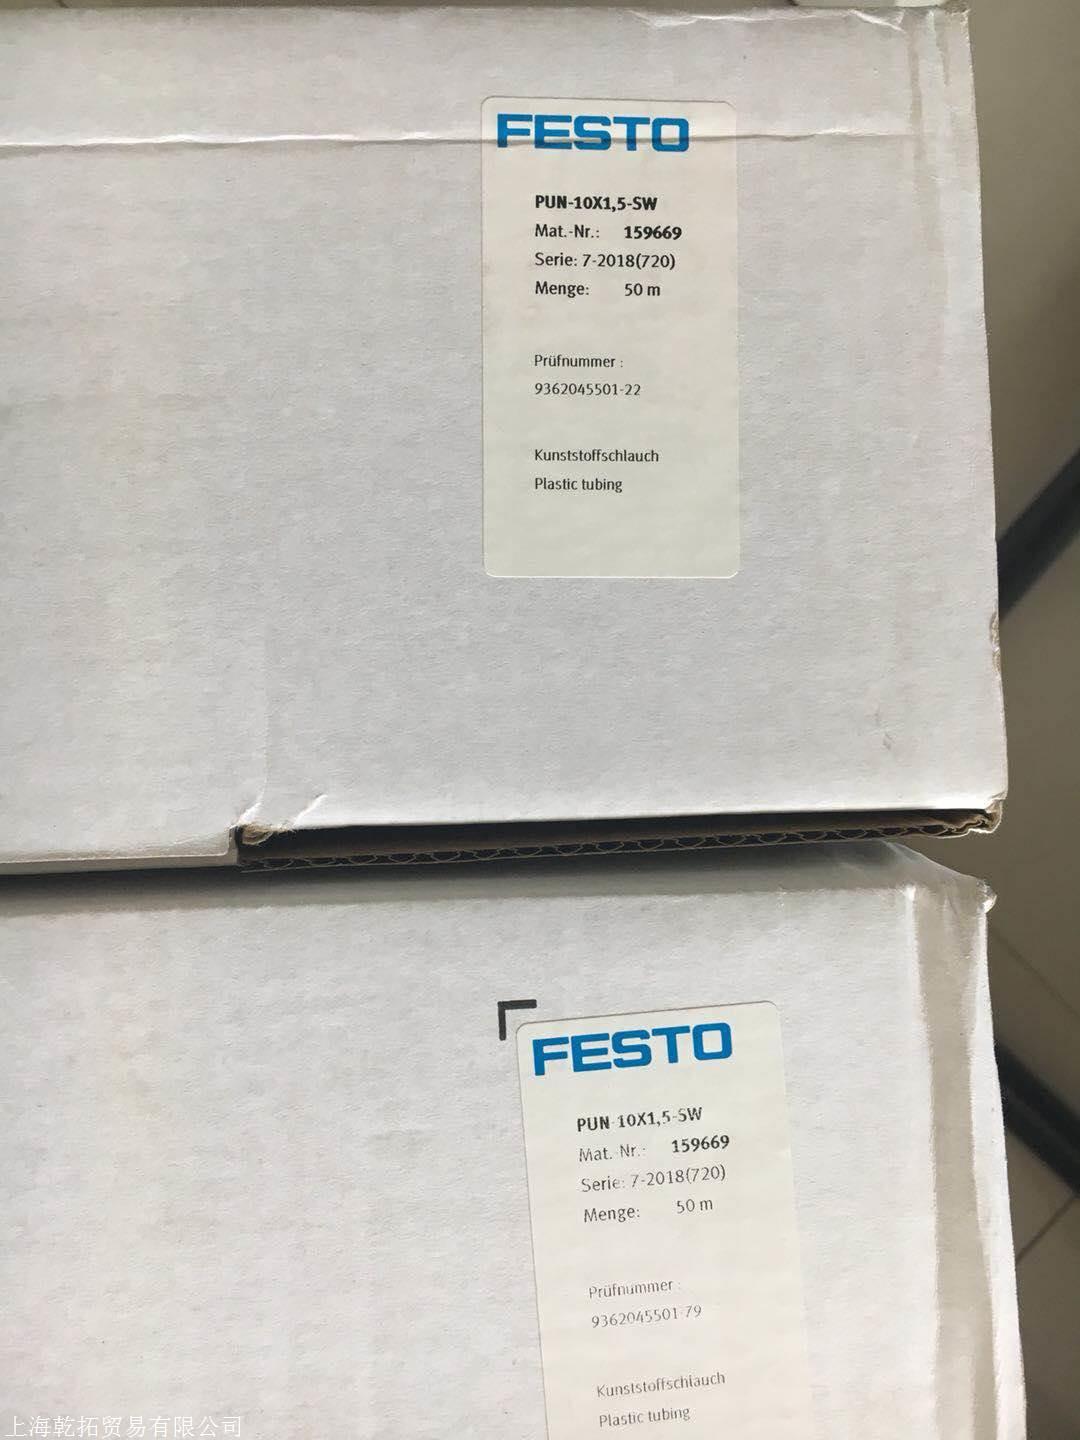 FESTO
PUN-10X1,5-SW
Mat.-Nr.: 159669
Serie: 7-2018(720)
Menge: 50 m
Prüfnummer :
9362045501-22
Kunststoffschlauch
Plastic tubing
FESTO
PUN-10X1,5-SW
Mat.-Nr.: 159669
Serie: 7-2018(720)
Menge: 50 m
Prüfnummer :
9362045501-79
Kunststoffschlauch
Plastic tubing
上海乾拓贸易有限公司